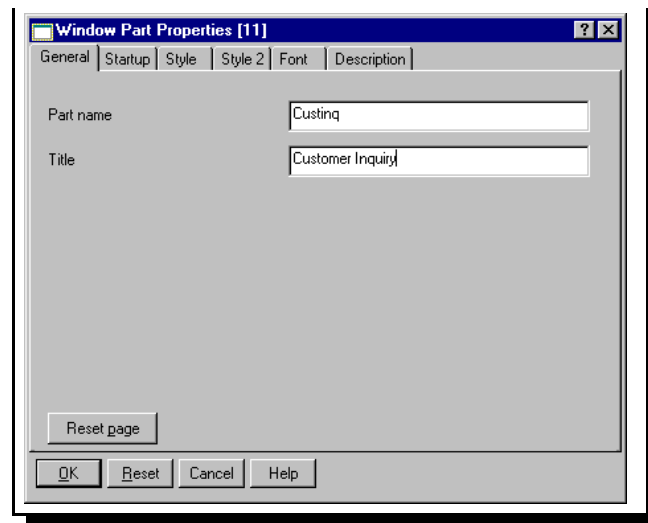 Window Part Properties [11]
General Startup Style Style 2 Font Description
Part name Custinq
Title Customer Inquiry
Reset page
OK Reset Cancel Help